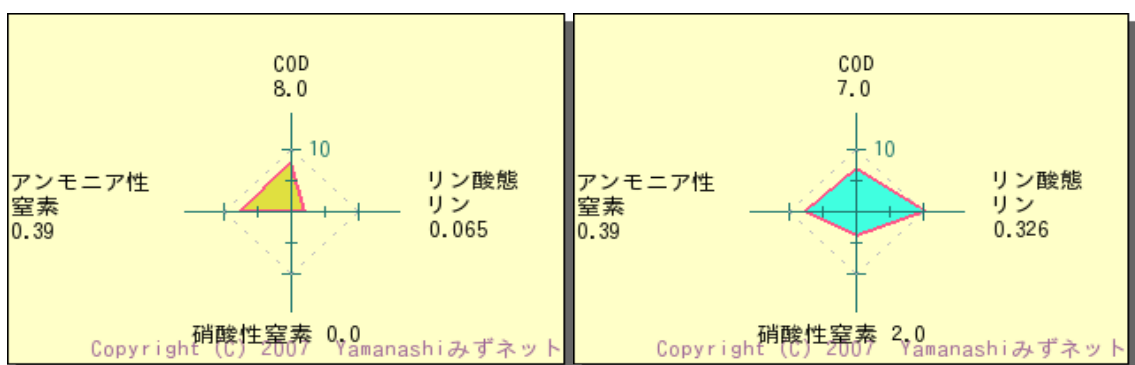 COD
8.0
10
アンモニア性
窒素
0.39
リン酸態
リン
0.065
硝酸性窒素 0.0
Copyright (C) 2007 Yamanashiみずネット
COD
7.0
10
アンモニア性
窒素
0.39
リン酸態
リン
0.326
硝酸性窒素 2.0
Copyright (C) 2007 Yamanashiみずネット